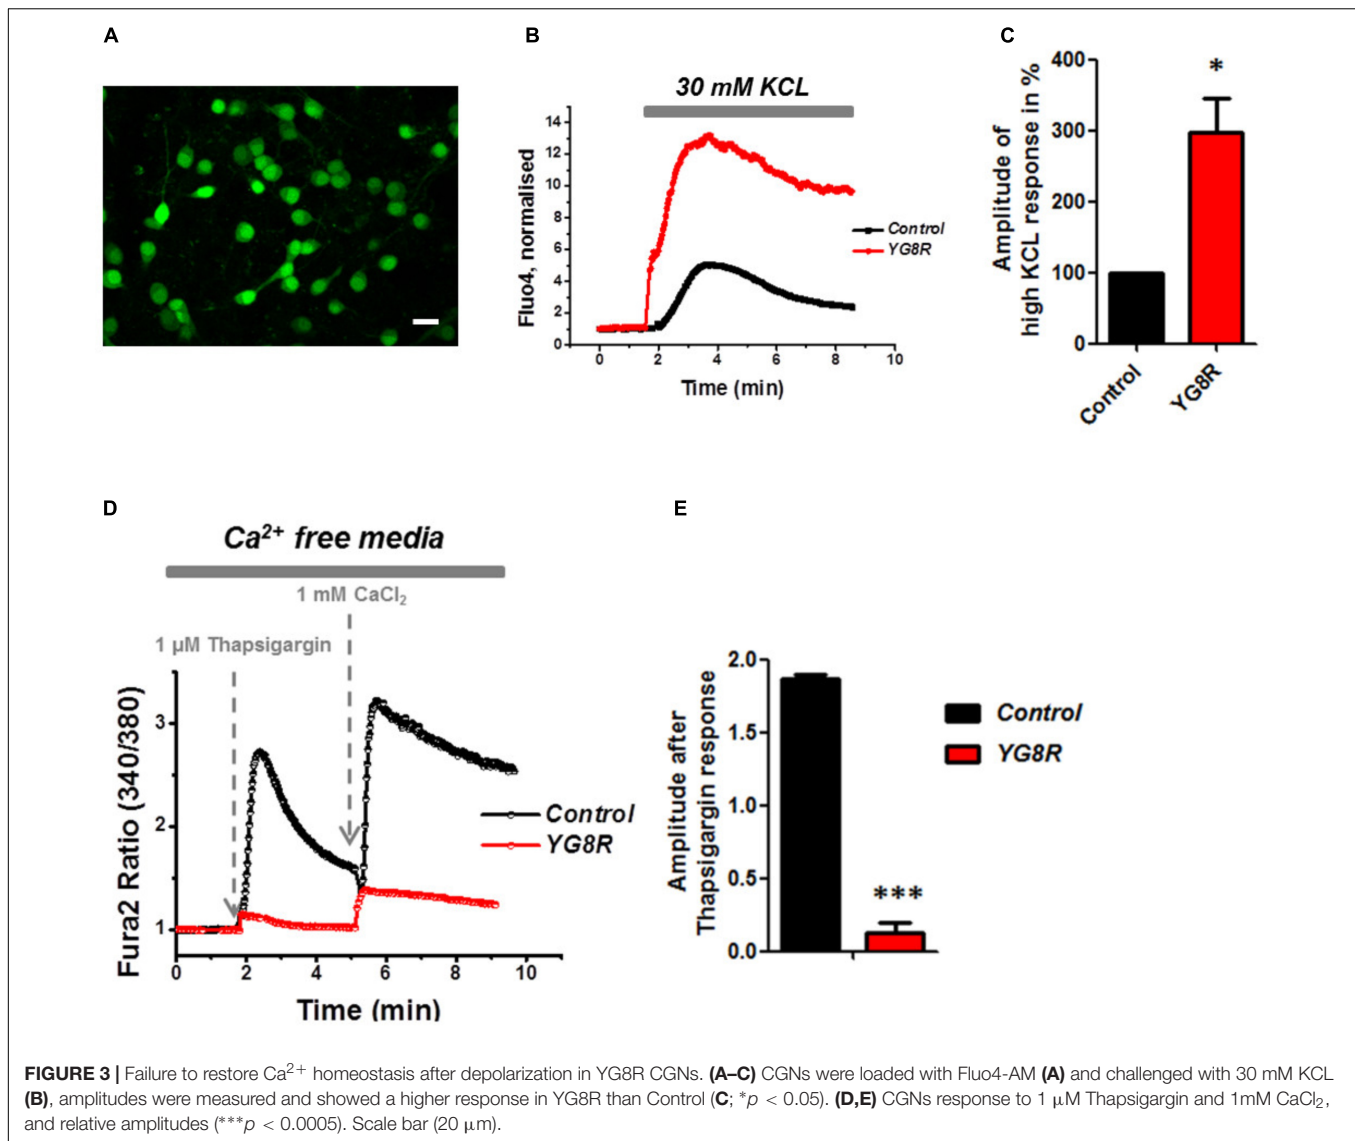 A
B
30 mM KCL
Fluo4, normalised
14
12
10
8
6
4
2
0
0
2
4
6
8
10
Time (min)
Control
YG8R
C
Amplitude of
high KCL response in %
400
300
200
100
0
*
Control
YG8R
D
Ca2+ free media
1 mM CaCl2
1 µM Thapsigargin
Fura2 Ratio (340/380)
3
2
1
0
2
4
6
8
10
Time (min)
Control
YG8R
E
Amplitude after
Thapsigargin response
2.0
1.5
1.0
0.5
0.0
***
Control
YG8R
FIGURE 3 | Failure to restore Ca2+ homeostasis after depolarization in YG8R CGNs. (A–C) CGNs were loaded with Fluo4-AM (A) and challenged with 30 mM KCL
(B), amplitudes were measured and showed a higher response in YG8R than Control (C; *p < 0.05). (D,E) CGNs response to 1 µM Thapsigargin and 1mM CaCl2,
and relative amplitudes (***p < 0.0005). Scale bar (20 µm).